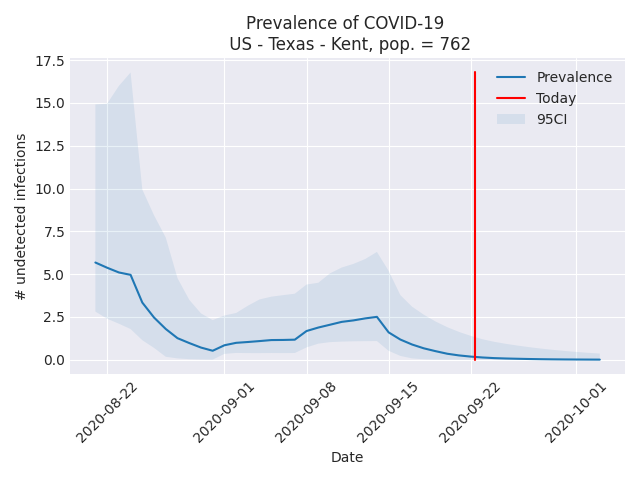 Prevalence of COVID-19
US - Texas - Kent, pop. = 762
17.5
15.0
12.5
10.0
7.5
5.0
2.5
0.0
# undetected infections
Prevalence
Today
95CI
2020-08-22
2020-09-01
2020-09-08
2020-09-15
2020-09-22
2020-10-01
Date